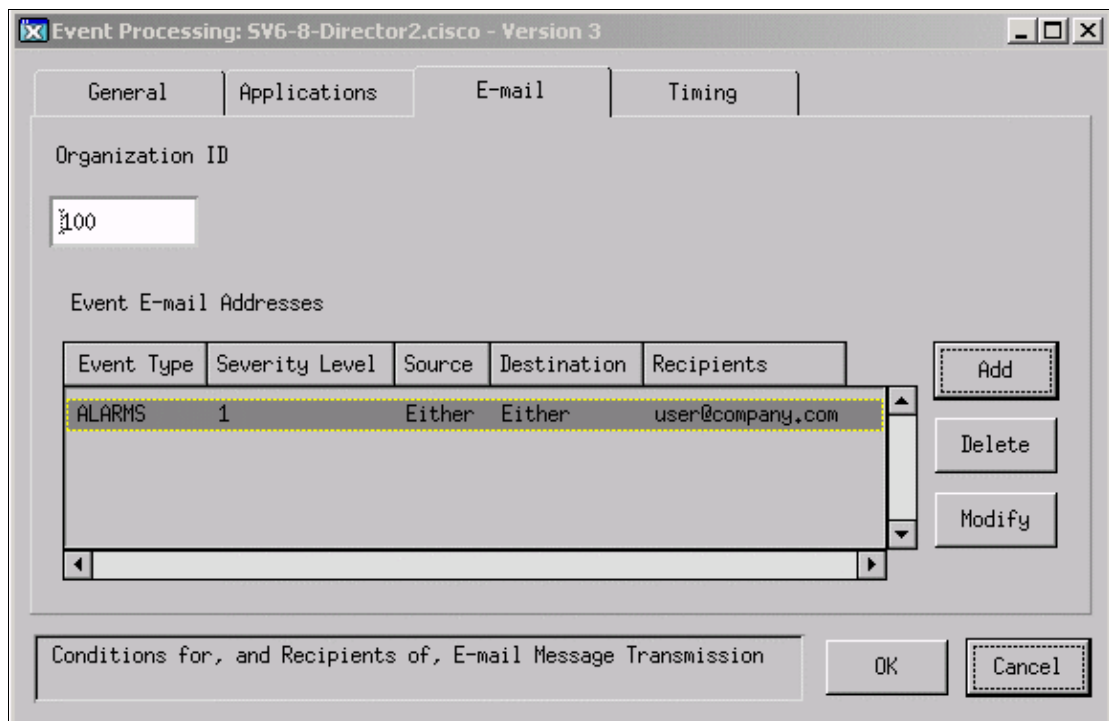 Event Processing: SV6-8-Director2.cisco - Version 3
General Applications E-mail Timing
Organization ID
100
Event E-mail Addresses
Event Type Severity Level Source Destination Recipients
ALARMS 1 Either Either user@company.com
Add
Delete
Modify
Conditions for, and Recipients of, E-mail Message Transmission
OK Cancel